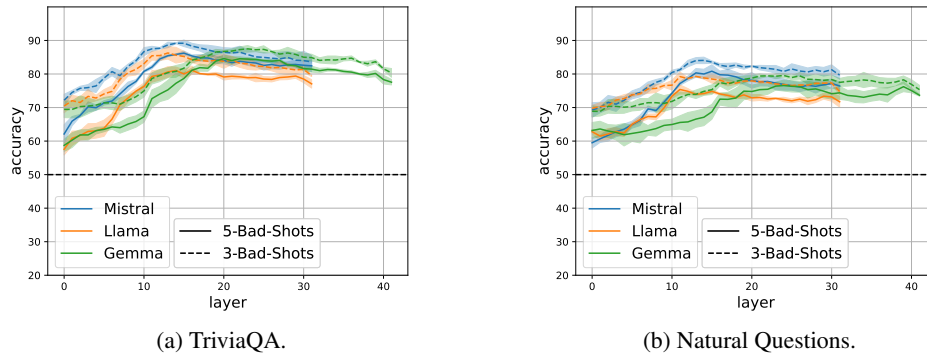 90
80
70
60
50
50
40
30
20
accuracy
Mistral
Llama
Gemma
5-Bad-Shots
3-Bad-Shots
0 10 20 30 40
layer
(a) TriviaQA.
90
80
70
60
50
50
40
30
20
accuracy
Mistral
Llama
Gemma
5-Bad-Shots
3-Bad-Shots
0 10 20 30 40
layer
(b) Natural Questions.